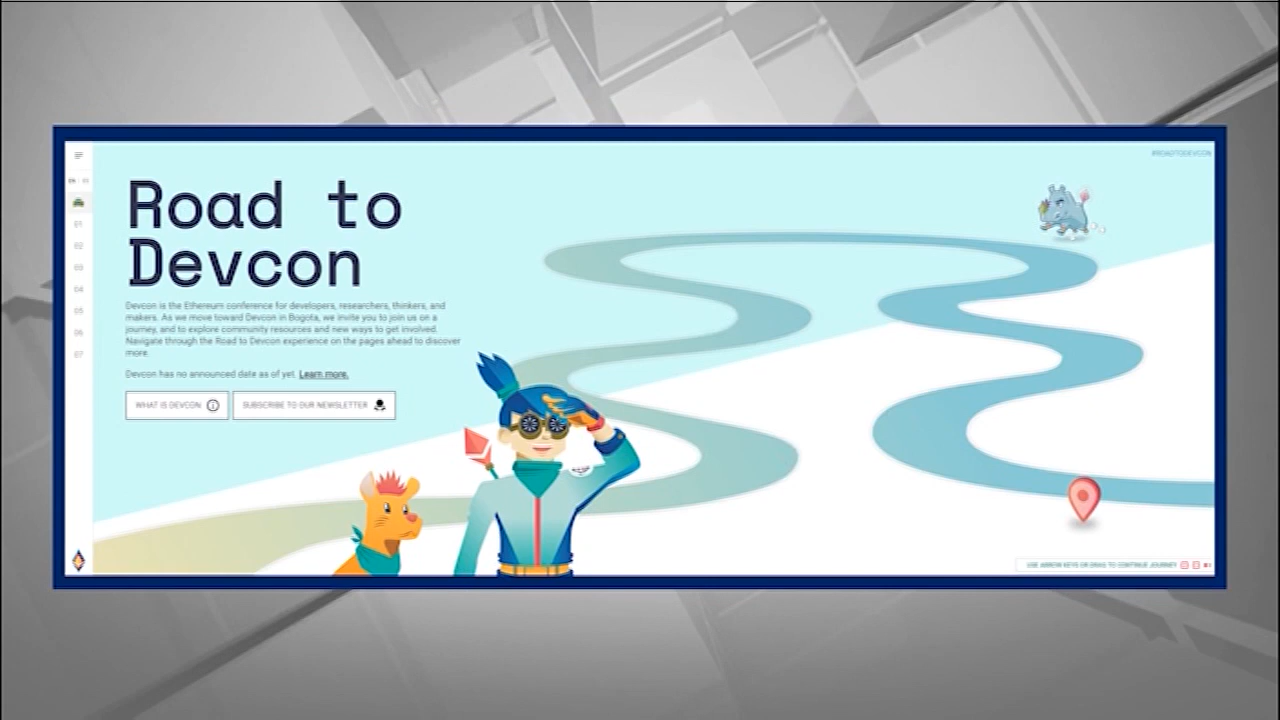 #ROADTODEVCON
EN
ES
Road to
Devcon
01
02
03
04
05
06
07
Devcon is the Ethereum conference for developers, researchers, thinkers, and
makers. As we move toward Devcon in Bogota, we invite you to join us on a
journey, and to explore community resources and new ways to get involved.
Navigate through the Road to Devcon experience on the pages ahead to discover
more.
Devcon has no announced date as of yet. Learn more.
WHAT IS DEVCON
SUBSCRIBE TO OUR NEWSLETTER
USE ARROW KEYS OR DRAG TO CONTINUE JOURNEY